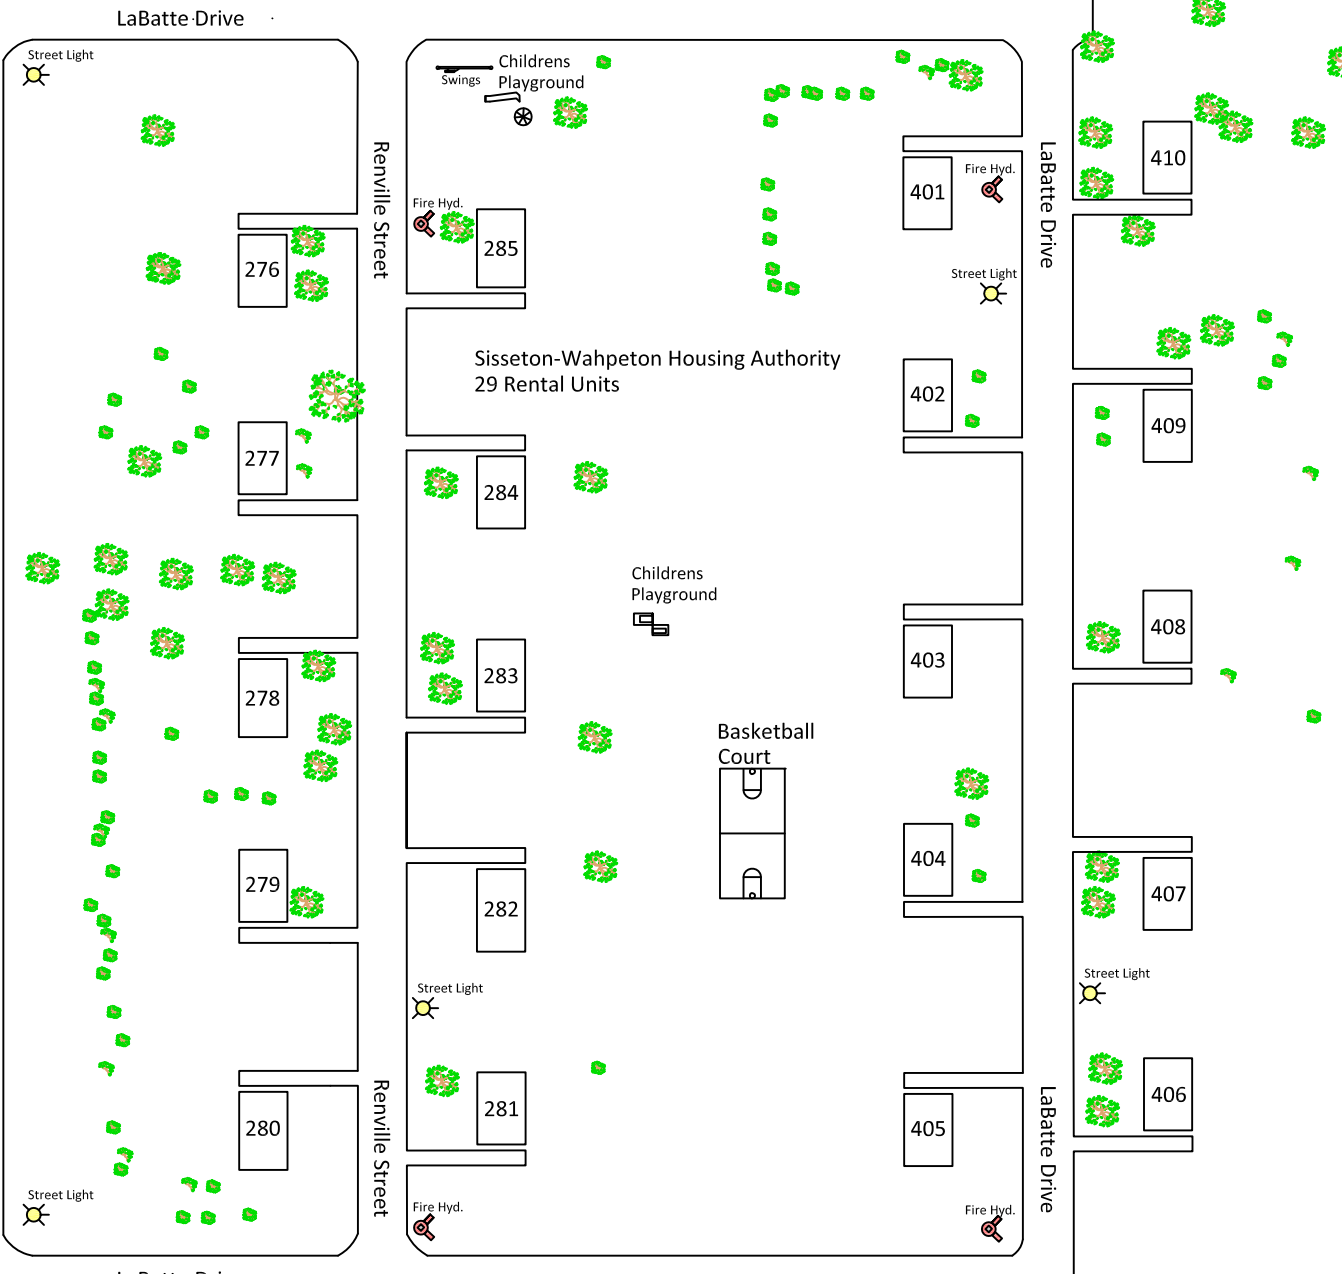 LaBatte Drive
Street Light
Swings
Childrens
Playground
Renville Street
Fire Hyd.
Fire Hyd.
LaBatte Drive
410
401
285
276
Street Light
Sisseton-Wahpeton Housing Authority
29 Rental Units
402
409
277
284
Childrens
Playground
408
403
283
278
Basketball
Court
404
279
407
282
Street Light
Street Light
Renville Street
LaBatte Drive
281
406
280
405
Street Light
Fire Hyd.
Fire Hyd.